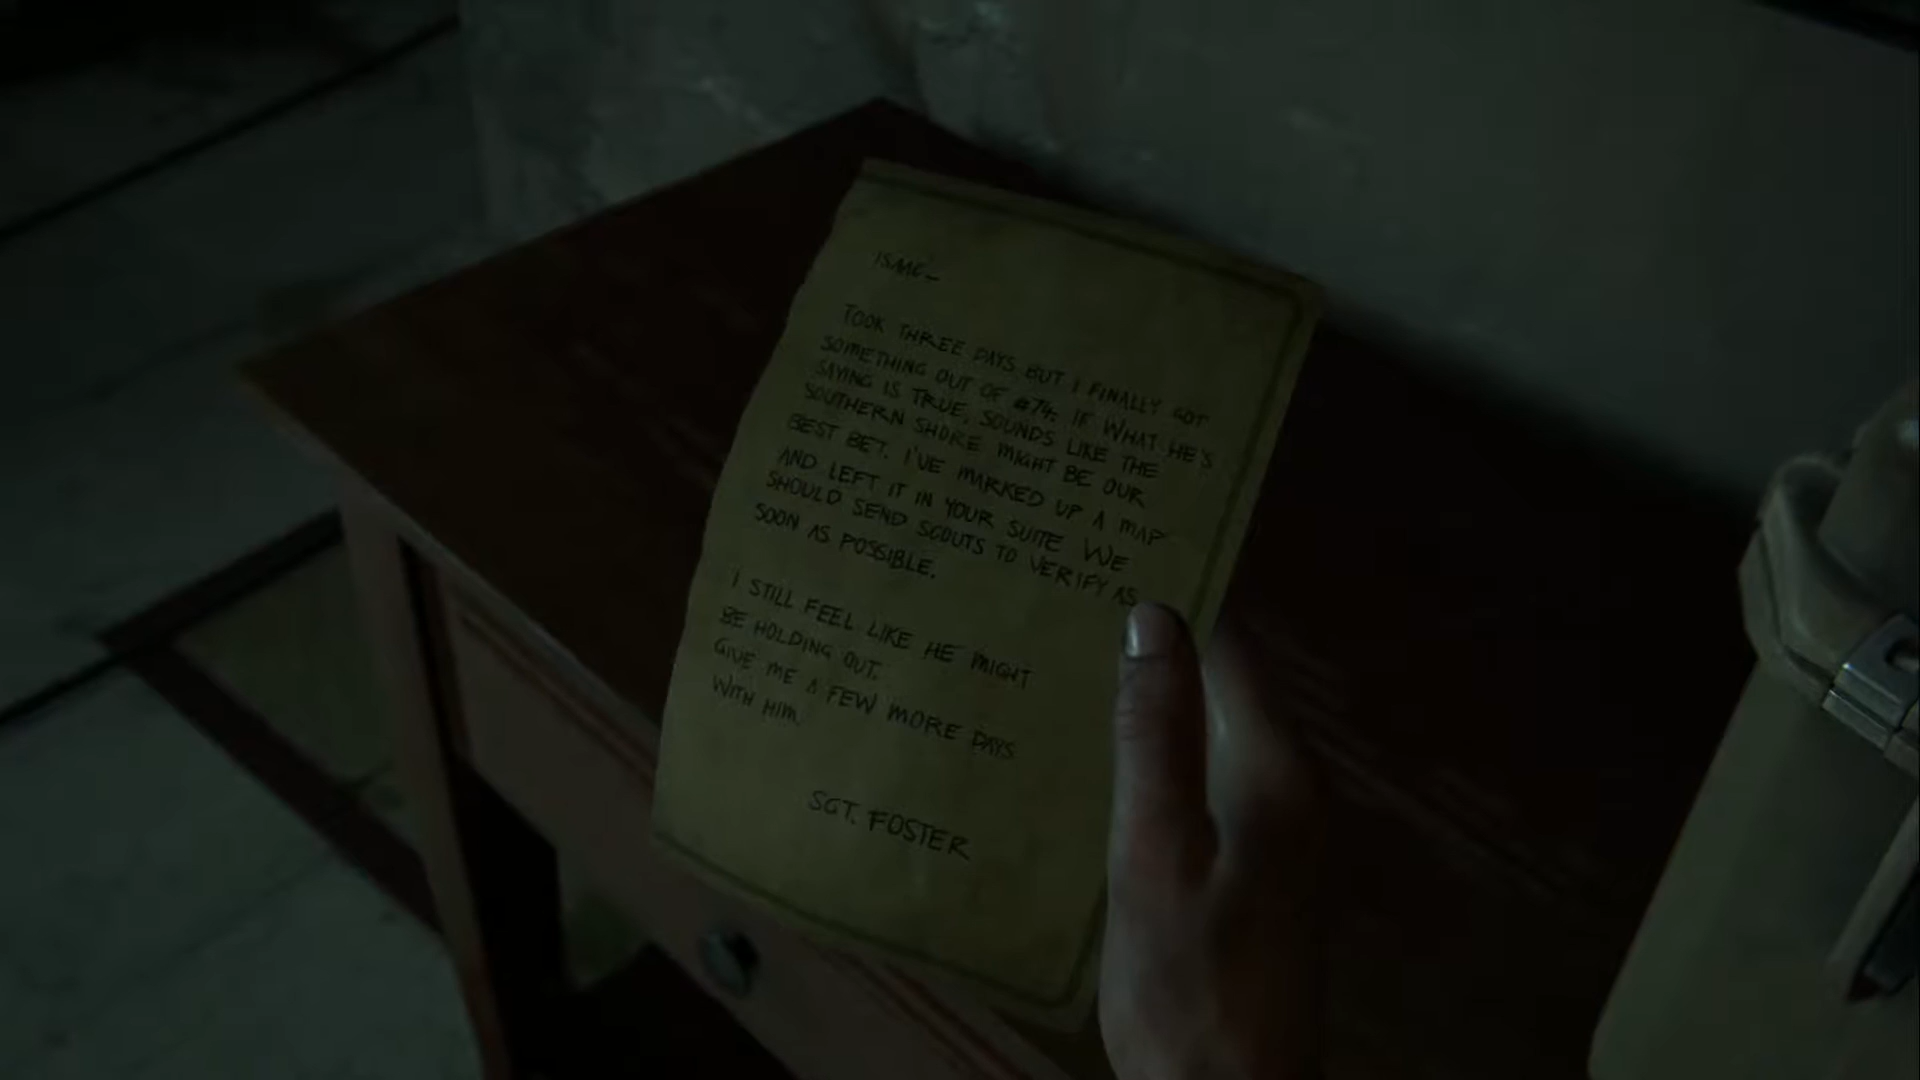 ISAAC—
TOOK THREE DAYS BUT I FINALLY GOT
SOMETHING OUT OF #74. IF WHAT HE'S
SAYING IS TRUE, SOUNDS LIKE THE
SOUTHERN SHORE MIGHT BE OUR
BEST BET. I'VE MARKED UP A MAP
AND LEFT IT IN YOUR SUITE WE
SHOULD SEND SCOUTS TO VERIFY AS
SOON AS POSSIBLE.
I STILL FEEL LIKE HE MIGHT
BE HOLDING OUT.
GIVE ME A FEW MORE DAYS
WITH HIM.
SGT. FOSTER